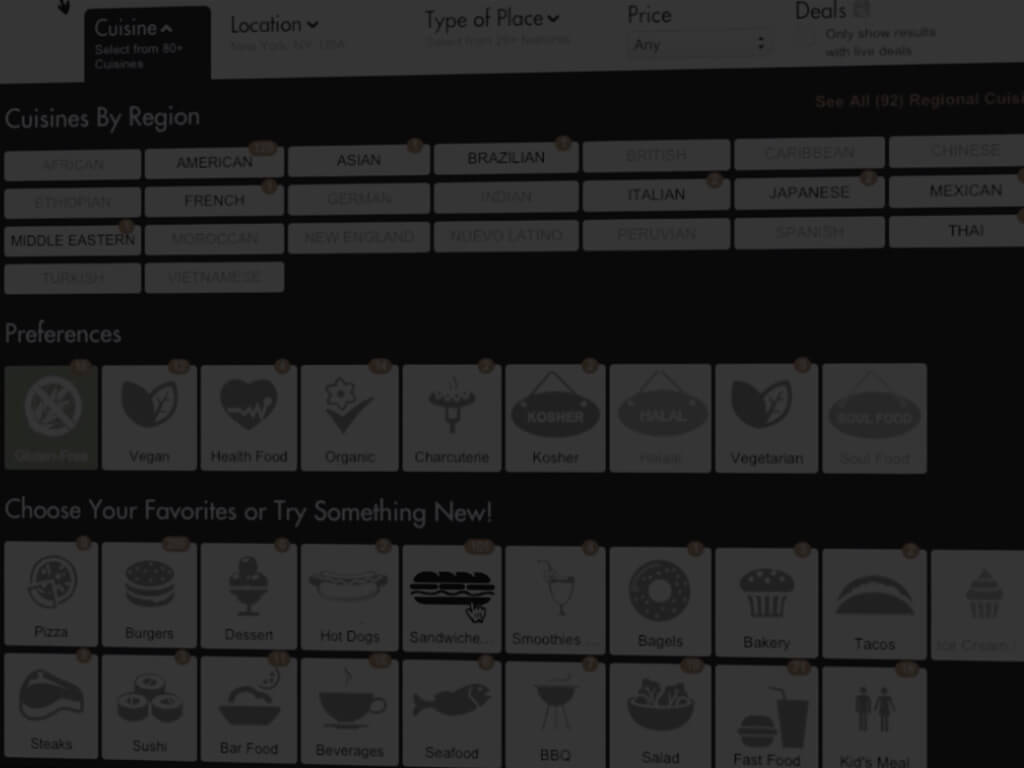 Cuisine
Select from 80+
Cuisines
Location
New York, NY, USA
Type of Place
Select from 29+ features
Price
Any
Deals
Only show results
with live deals
Cuisines By Region
See All (92) Regional Cuisi
AFRICAN
AMERICAN
ASIAN
BRAZILIAN
BRITISH
CARIBBEAN
CHINESE
ETHIOPIAN
FRENCH
GERMAN
INDIAN
ITALIAN
JAPANESE
MEXICAN
MIDDLE EASTERN
MOROCCAN
NEW ENGLAND
NUEVO LATINO
PERUVIAN
SPANISH
THAI
TURKISH
VIETNAMESE
Preferences
Gluten-Free
Vegan
Health Food
Organic
Charcuterie
KOSHER
Kosher
HALAL
Halaal
Vegetarian
SOUL FOOD
Soul Food
Choose Your Favorites or Try Something New!
Pizza
Burgers
Dessert
Hot Dogs
Sandwiche...
Smoothies ...
Bagels
Bakery
Tacos
Ice Cream
Steaks
Sushi
Bar Food
Beverages
Seafood
BBQ
Salad
Fast Food
Kid's Meal